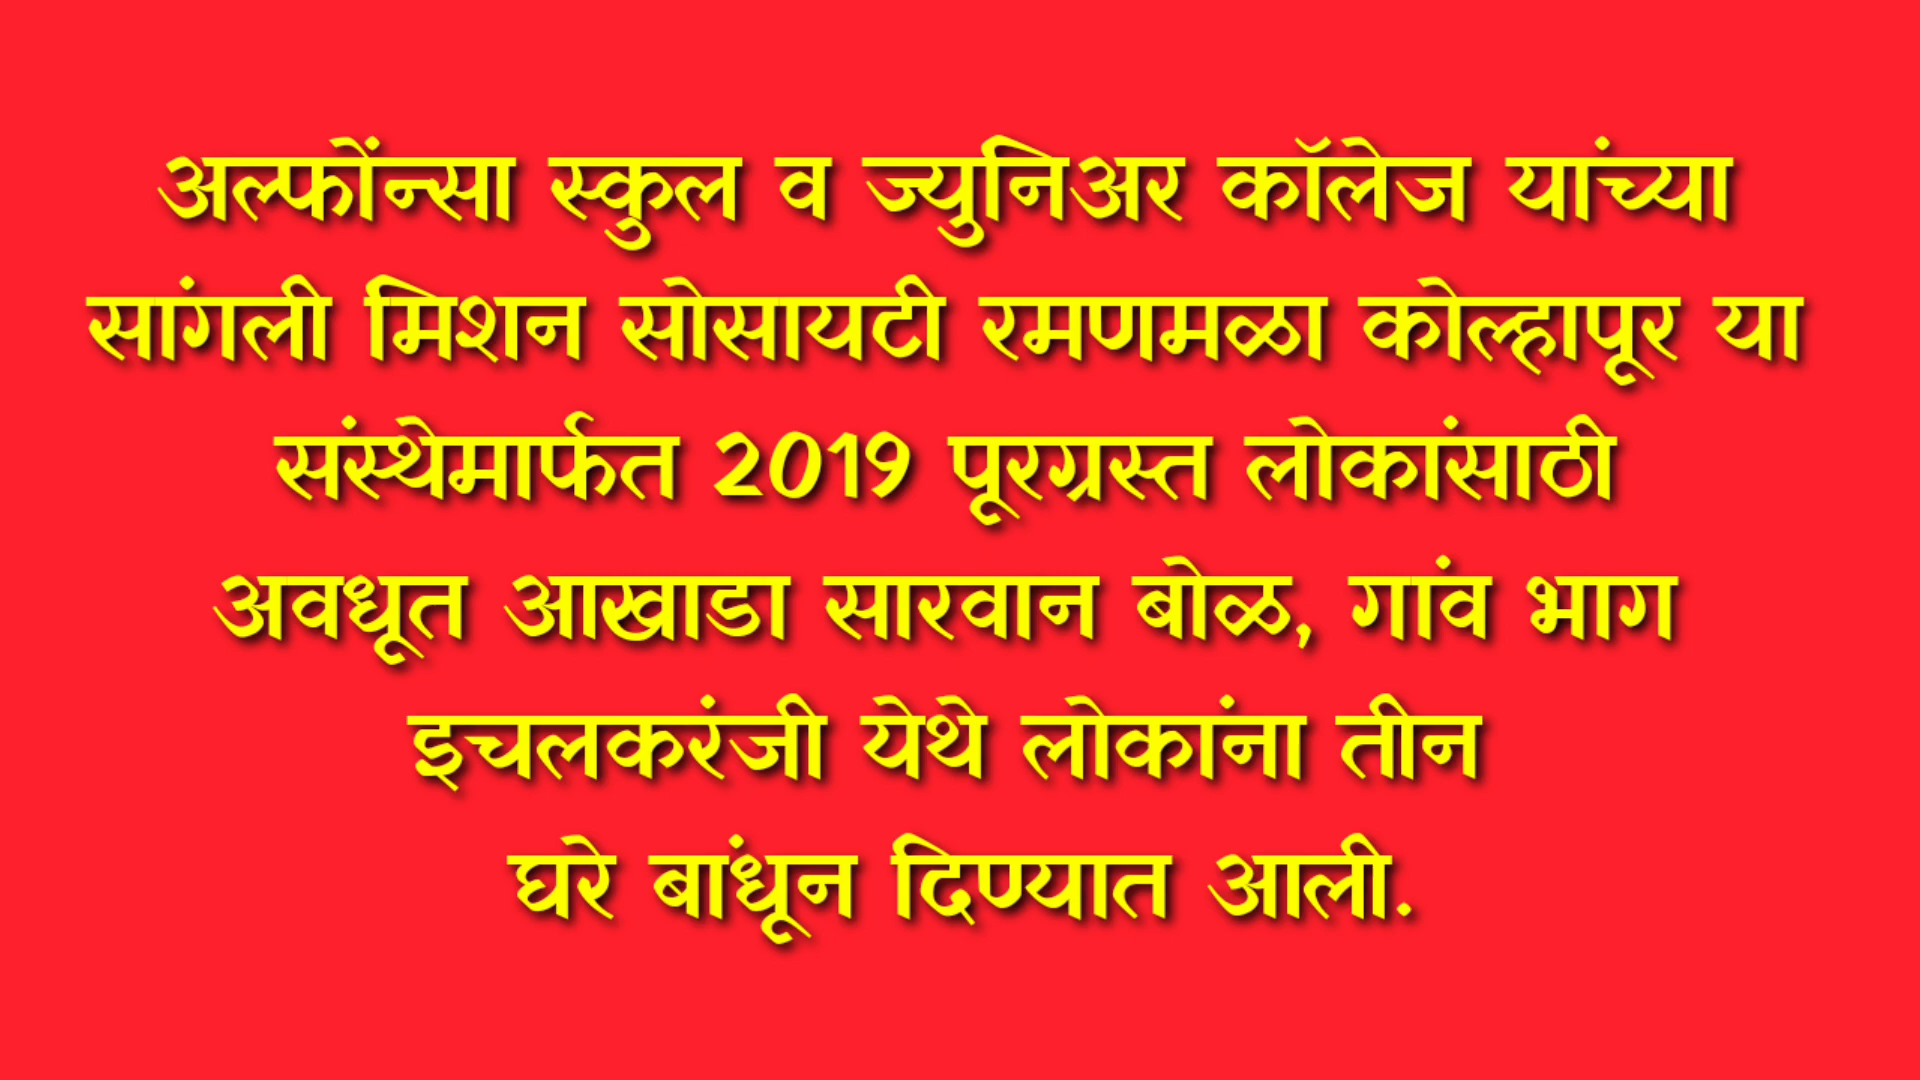 अल्फोंन्सा स्कुल व ज्युनिअर कॉलेज यांच्या
सांगली मिशन सोसायटी रमणमळा कोल्हापूर या
संस्थेमार्फत 2019 पूरग्रस्त लोकांसाठी
अवधूत आखाडा सारवान बोळ, गांव भाग
इचलकरंजी येथे लोकांना तीन
घरे बांधून दिण्यात आली.